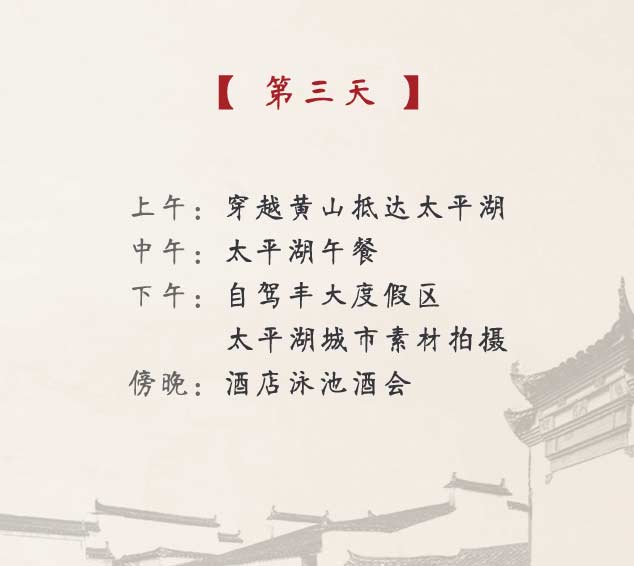 【 第三天 】
上午：穿越黄山抵达太平湖
中午：太平湖午餐
下午：自驾丰大度假区
太平湖城市素材拍摄
傍晚：酒店泳池酒会